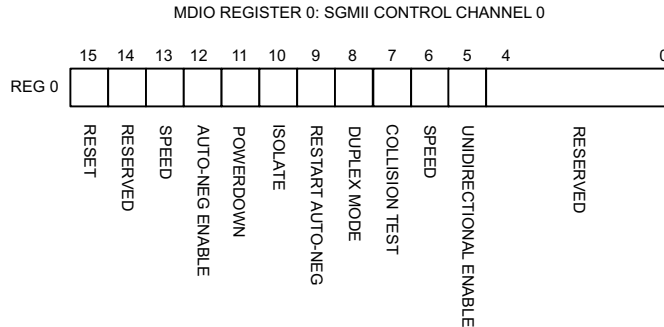 MDIO REGISTER 0: SGMII CONTROL CHANNEL 0
15 14 13 12 11 10 9 8 7 6 5 4 0
REG 0
RESET
RESERVED
SPEED
AUTO-NEG ENABLE
POWERDOWN
ISOLATE
RESTART AUTO-NEG
DUPLEX MODE
COLLISION TEST
SPEED
UNIDIRECTIONAL ENABLE
RESERVED